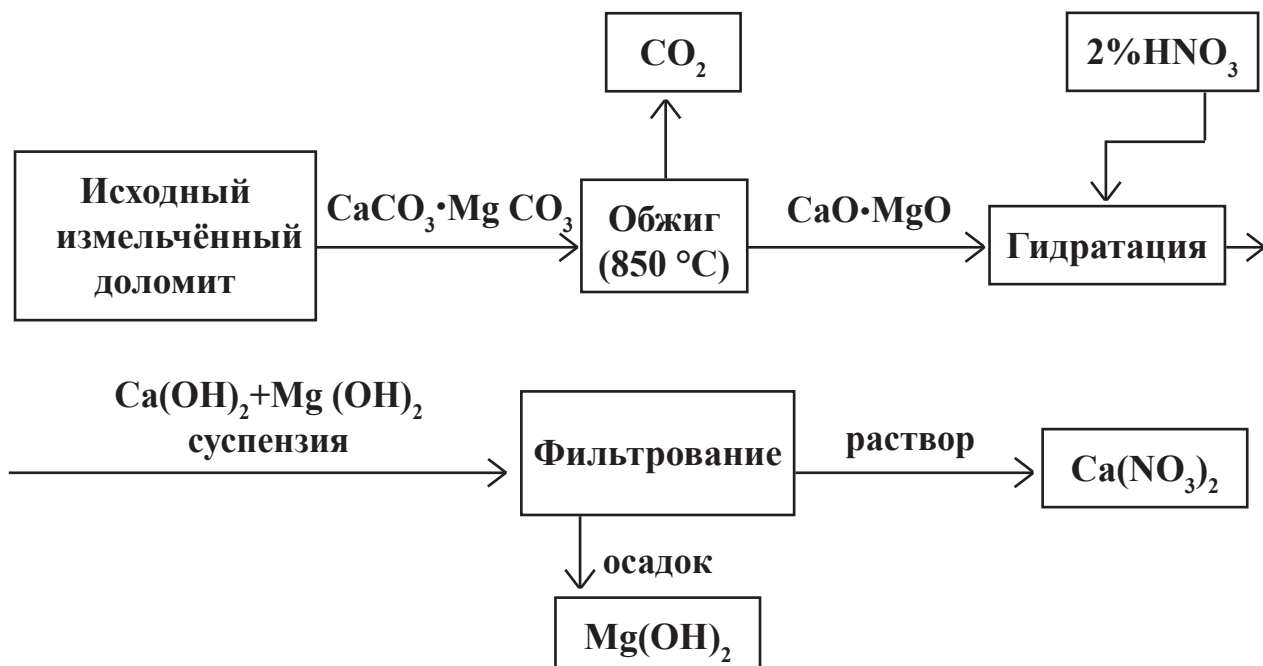 CO₂
2%HNO₃
Исходный
измельчённый
доломит
CaCO₃·Mg CO₃
Обжиг
(850 °C)
CaO·MgO
Гидратация
Ca(OH)₂+Mg (OH)₂
суспензия
Фильтрование
раствор
Ca(NO₃)₂
осадок
Mg(OH)₂